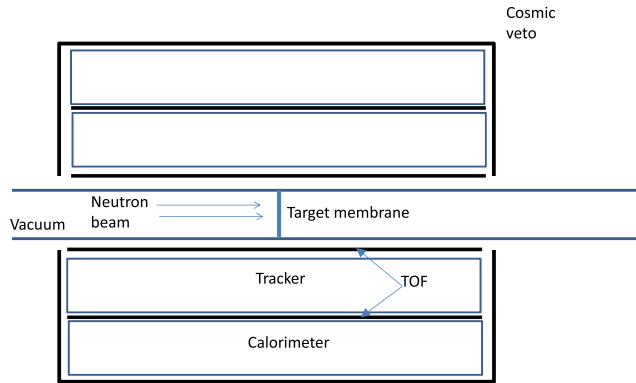 Cosmic
veto
Neutron
beam
Target membrane
Vacuum
Tracker
TOF
Calorimeter